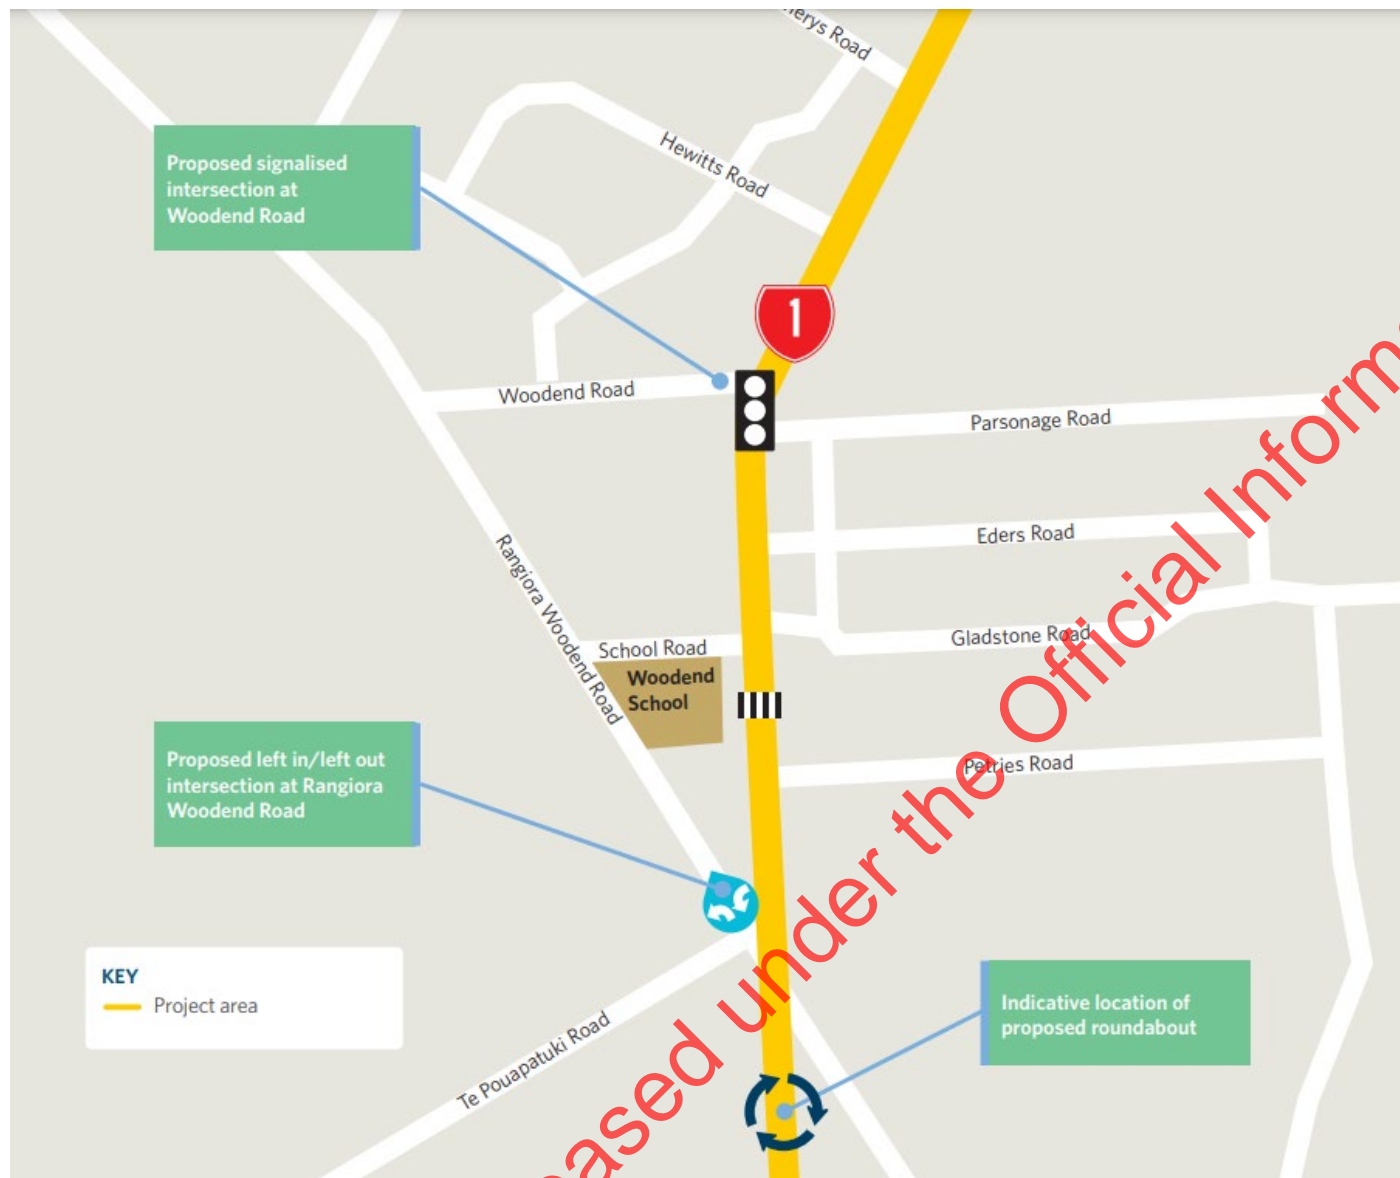 erys Road
Hewitts Road
Proposed signalised
intersection at
Woodend Road
1
Woodend Road
Parsonage Road
Eders Road
Rangiora Woodend Road
School Road
Gladstone Road
Woodend
School
Petries Road
Proposed left in/left out
intersection at Rangiora
Woodend Road
KEY
Project area
Te Pouapatuki Road
Indicative location of
proposed roundabout
eased under the Official Inform